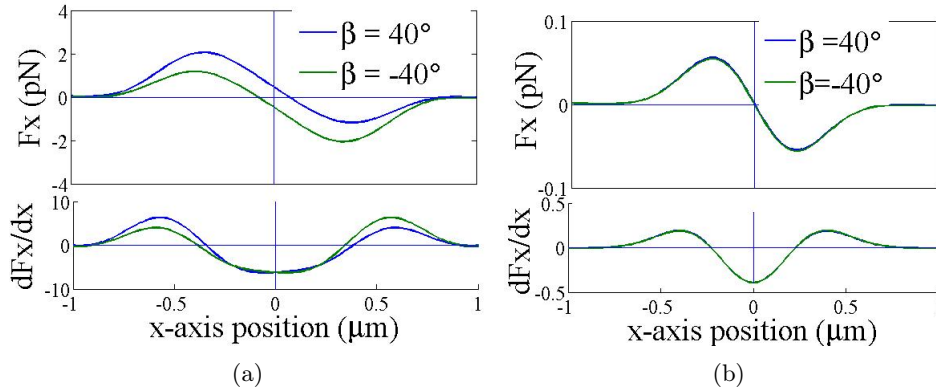 4
2
0
-2
-4
Fx (pN)
β = 40°
β = -40°
10
0
-10
dFx/dx
-1 -0.5 0 0.5 1
x-axis position (μm)
(a)
0.1
0
-0.1
Fx (pN)
β =40°
β=-40°
0.5
0
-0.5
dFx/dx
-1 -0.5 0 0.5 1
x-axis position (μm)
(b)